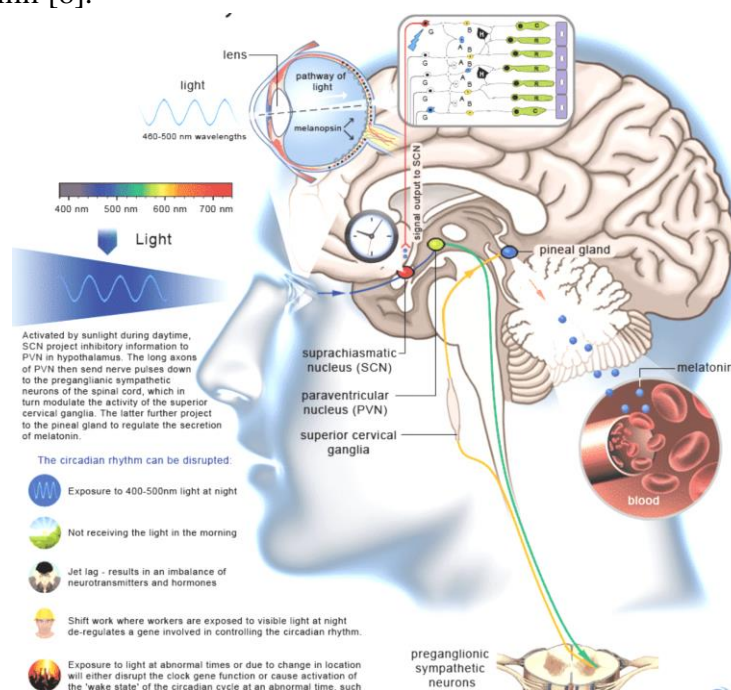 [8].
lens
light
460-500 nm wavelengths
pathway of
light
melanopsin
G
G
G
G
A
A
A
B
B
B
B
H
H
C
R
R
R
R
R
C
signal output to SCN
400 nm 500 nm 600 nm 700 nm
Light
pineal gland
Activated by sunlight during daytime,
SCN project inhibitory information to
PVN in hypothalamus. The long axons
of PVN then send nerve pulses down
to the preganglianic sympathetic
neurons of the spinal cord, which in
turn modulate the activity of the superior
cervical ganglia. The latter further project
to the pineal gland to regulate the secretion
of melatonin.
suprachiasmatic
nucleus (SCN)
paraventricular
nucleus (PVN)
superior cervical
ganglia
melatonin
blood
The circadian rhythm can be disrupted:
Exposure to 400-500nm light at night
Not receiving the light in the morning
Jet lag - results in an imbalance of
neurotransmitters and hormones
Shift work where workers are exposed to visible light at night
de-regulates a gene involved in controlling the circadian rhythm.
Exposure to light at abnormal times or due to change in location
will either disrupt the clock gene function or cause activation of
the 'wake state' of the circadian cycle at an abnormal time, such
preganglionic
sympathetic
neurons